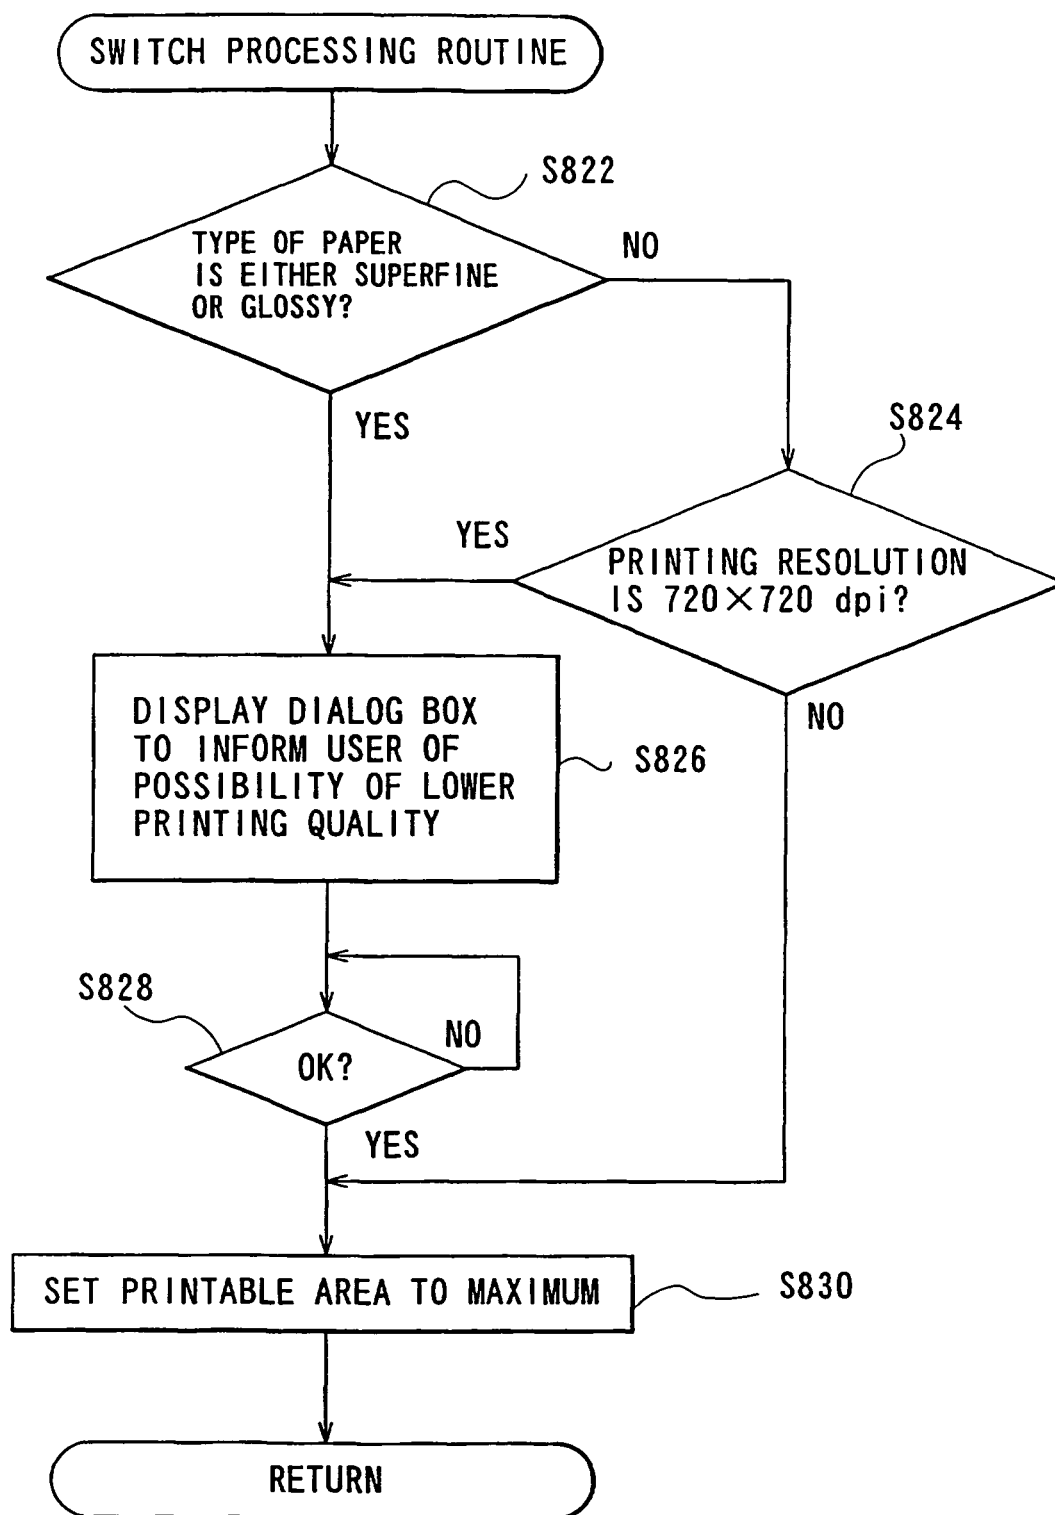 SWITCH PROCESSING ROUTINE
S822
TYPE OF PAPER
IS EITHER SUPERFINE
OR GLOSSY?
NO
YES
S824
YES
PRINTING RESOLUTION
IS 720×720 dpi?
NO
DISPLAY DIALOG BOX
TO INFORM USER OF
POSSIBILITY OF LOWER
PRINTING QUALITY
S826
S828
OK?
NO
YES
SET PRINTABLE AREA TO MAXIMUM
S830
RETURN